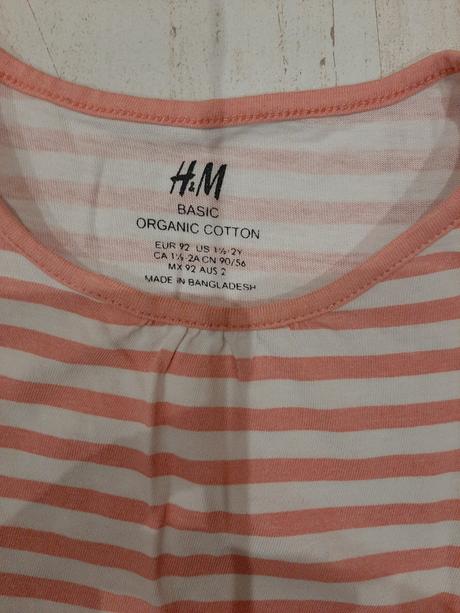 H&M
BASIC
ORGANIC COTTON
EUR 92 US 1½-2Y
CA 1½-2A CN 90/56
MX 92 AUS 2
MADE IN BANGLADESH